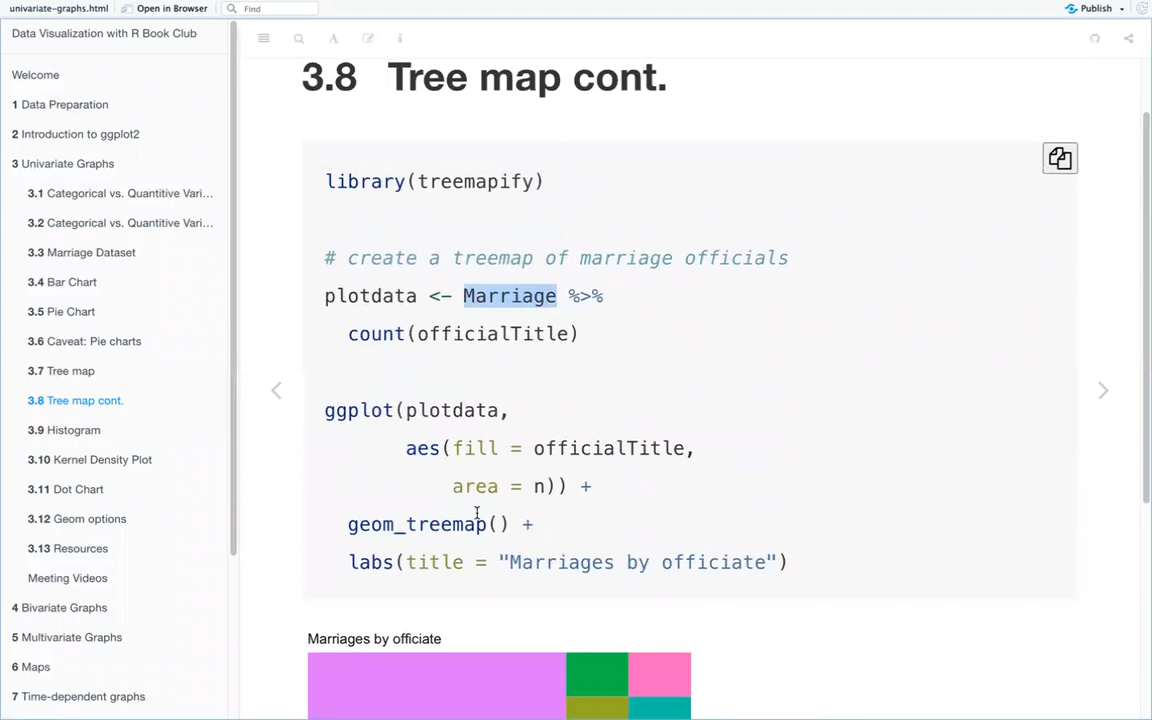 univariate-graphs.html Open in Browser Find Publish
Data Visualization with R Book Club
Welcome
1 Data Preparation
2 Introduction to ggplot2
3 Univariate Graphs
3.1 Categorical vs. Quantitive Vari...
3.2 Categorical vs. Quantitive Vari...
3.3 Marriage Dataset
3.4 Bar Chart
3.5 Pie Chart
3.6 Caveat: Pie charts
3.7 Tree map
3.8 Tree map cont.
3.9 Histogram
3.10 Kernel Density Plot
3.11 Dot Chart
3.12 Geom options
3.13 Resources
Meeting Videos
4 Bivariate Graphs
5 Multivariate Graphs
6 Maps
7 Time-dependent graphs
3.8 Tree map cont.
library(treemapify)
# create a treemap of marriage officials
plotdata <- Marriage %>%
count(officialTitle)
ggplot(plotdata,
aes(fill = officialTitle,
area = n)) +
geom_treemap() +
labs(title = "Marriages by officiate")
Marriages by officiate